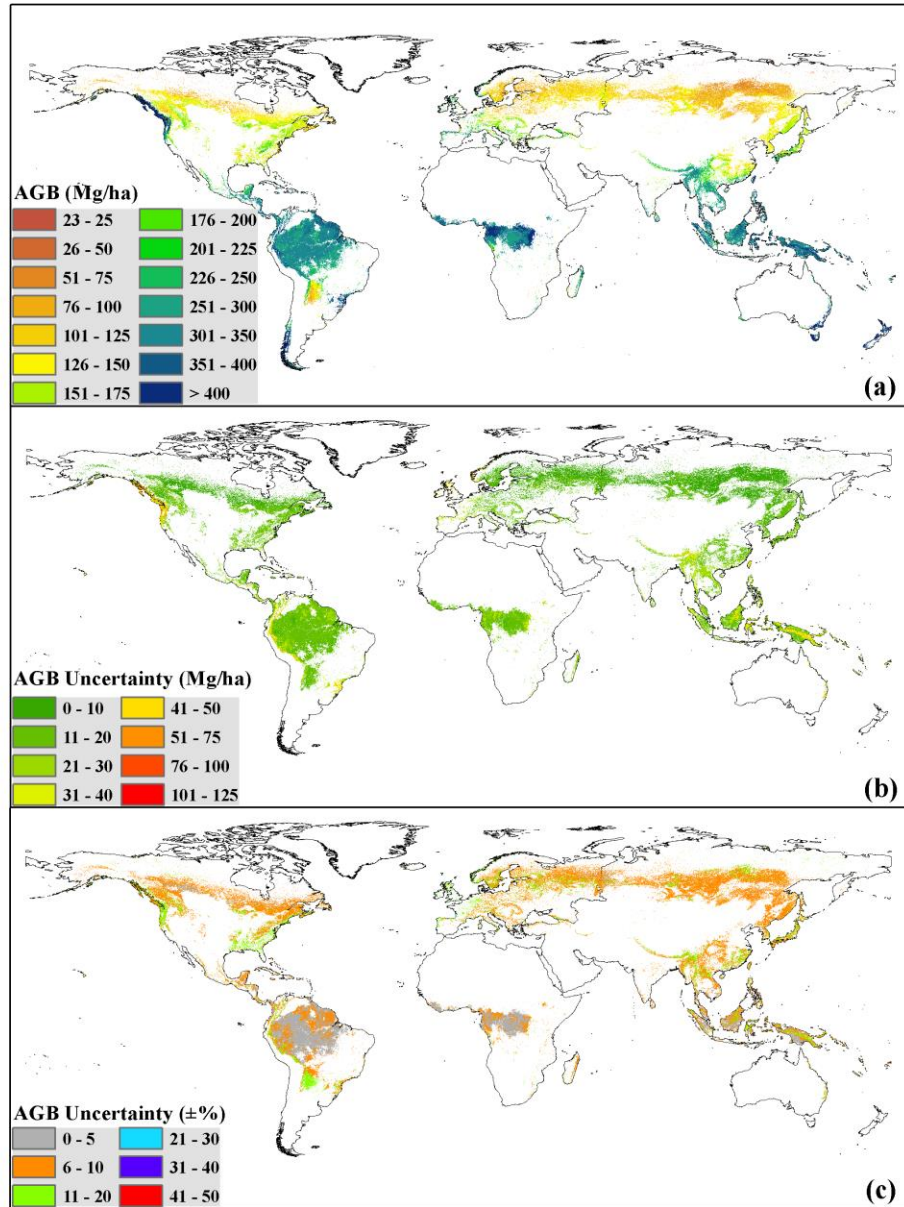 AGB (Mg/ha)
23 - 25 176 - 200
26 - 50 201 - 225
51 - 75 226 - 250
76 - 100 251 - 300
101 - 125 301 - 350
126 - 150 351 - 400
151 - 175 > 400
(a)
AGB Uncertainty (Mg/ha)
0 - 10 41 - 50
11 - 20 51 - 75
21 - 30 76 - 100
31 - 40 101 - 125
(b)
AGB Uncertainty (±%)
0 - 5 21 - 30
6 - 10 31 - 40
11 - 20 41 - 50
(c)